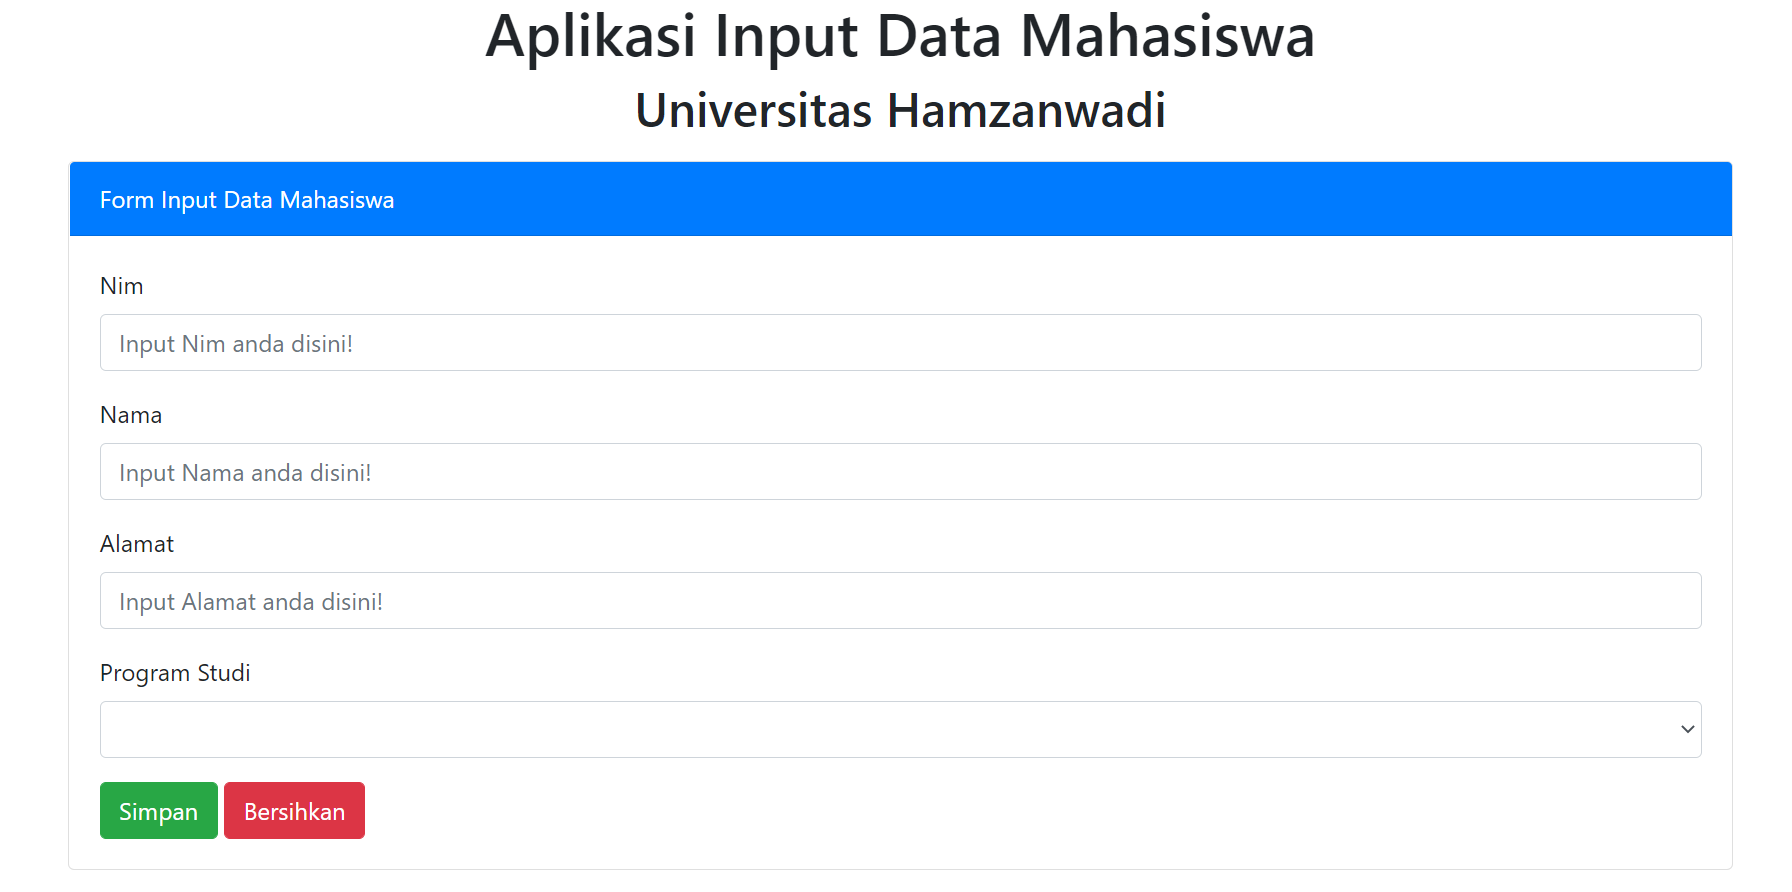 Aplikasi Input Data Mahasiswa
Universitas Hamzanwadi
Form Input Data Mahasiswa
Nim
Input Nim anda disini!
Nama
Input Nama anda disini!
Alamat
Input Alamat anda disini!
Program Studi
Simpan Bersihkan